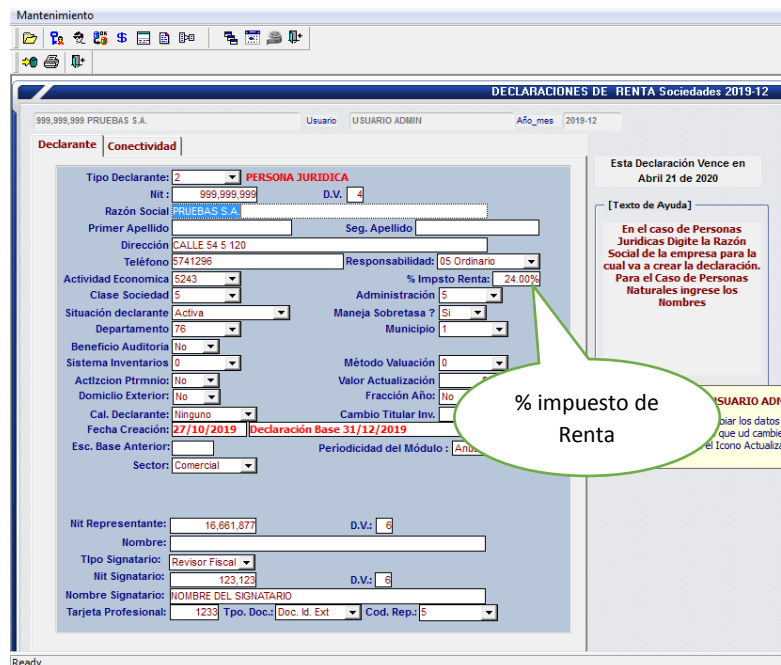 Mantenimiento
DECLARACIONES DE RENTA Sociedades 2019-12
999,999,999 PRUEBAS S.A. Usuario USUARIO ADMIN Año_mes 2019-12
Declarante Conectividad
Esta Declaración Vence en
Abril 21 de 2020
Tipo Declarante: 2 PERSONA JURIDICA
Nit: 999,999,999 D.V. 4
Razón Social PRUEBAS S.A.
Primer Apellido Seg. Apellido
Dirección CALLE 54 5 120
Teléfono 5741296 Responsabilidad: 05 Ordinario
Actividad Economica 5243 % Impsto Renta: 24.00%
Clase Sociedad 5 Administración 5
Situación declarante Activa Maneja Sobretasa ? Si
Departamento 76 Municipio 1
Beneficio Auditoria No
Sistema Inventarios 0 Método Valuación 0
Actlzcion Ptrmnio: No Valor Actualización
Domicilio Exterior: No Fracción Año: No
Cal. Declarante: Ninguno Cambio Titular Inv.
Fecha Creación: 27/10/2019 Declaración Base 31/12/2019
Esc. Base Anterior: Periodicidad del Módulo :
Sector: Comercial
Nit Representante: 16,661,877 D.V.: 6
Nombre:
TIpo Signatario: Revisor Fiscal
Nit Signatario: 123,123 D.V.: 6
Nombre Signatario: NOMBRE DEL SIGNATARIO
Tarjeta Profesional: 1233 Tpo. Doc.: Doc. Id. Ext Cod. Rep.: 5
[Texto de Ayuda]
En el caso de Personas
Juridicas Digite la Razón
Social de la empresa para la
cual va a crear la declaración.
Para el Caso de Personas
Naturales ingrese los
Nombres
% impuesto de
Renta
los datos
que ud cambie
el Icono
Ready